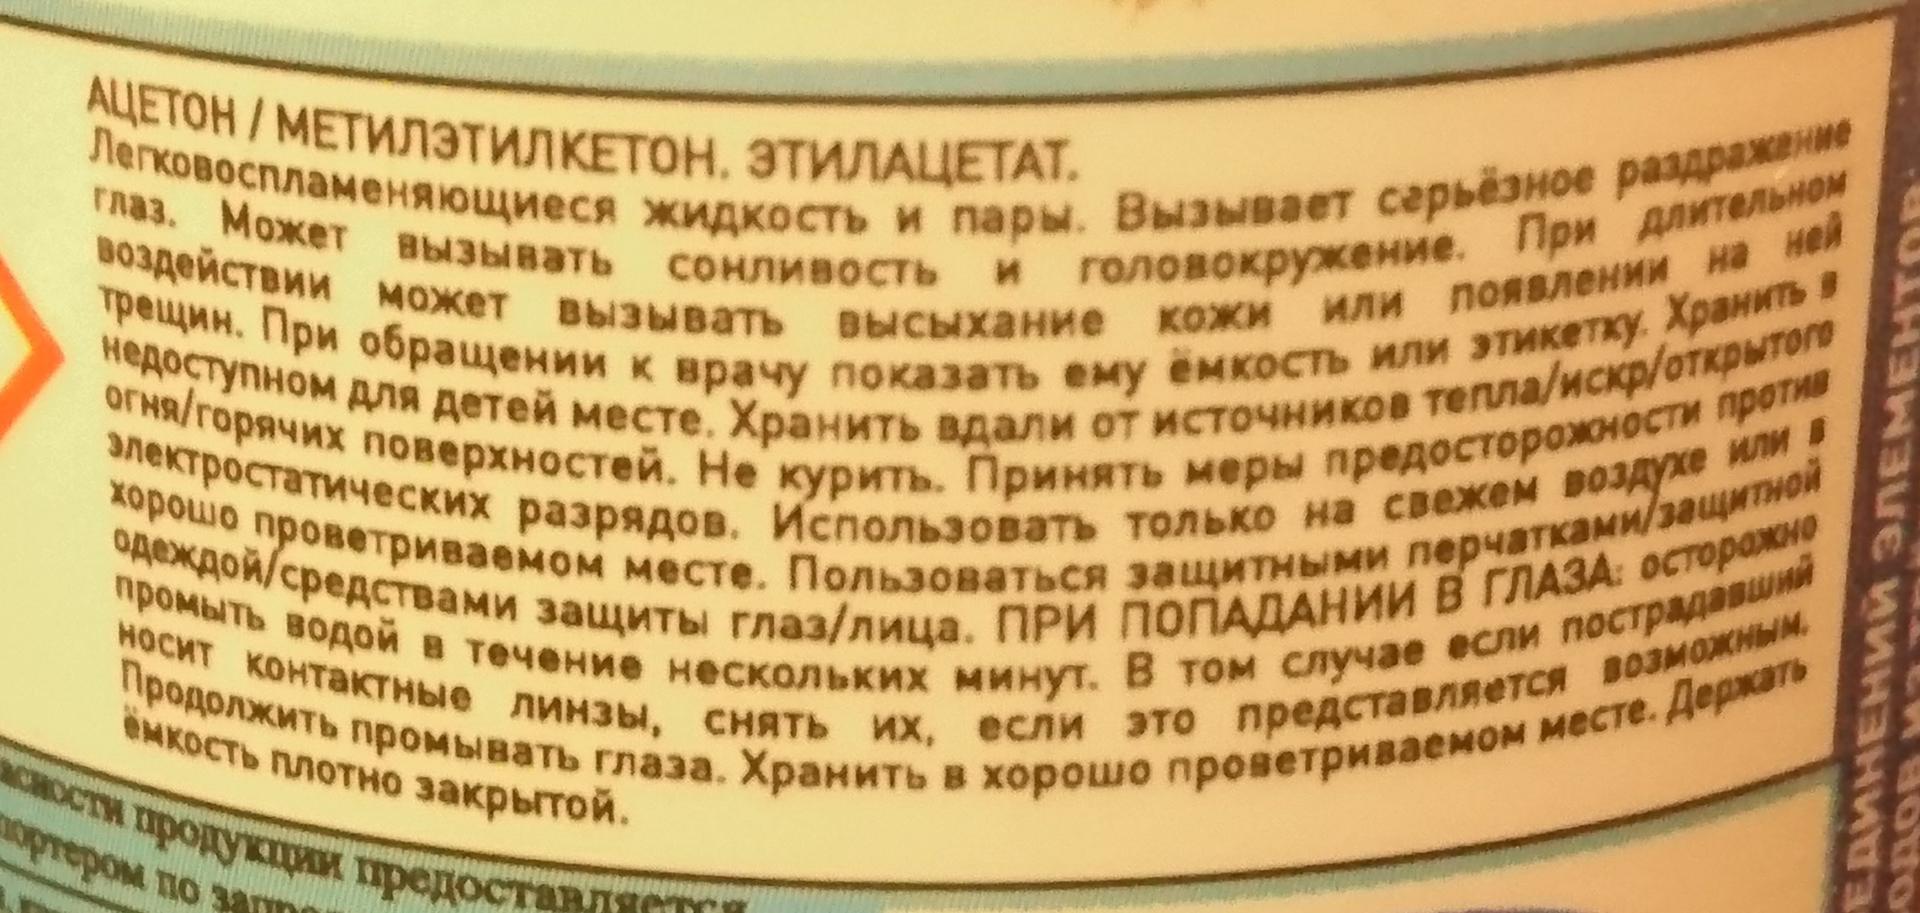 АЦЕТОН / МЕТИЛЭТИЛКЕТОН. ЭТИЛАЦЕТАТ.
Легковоспламеняющиеся жидкость и пары. Вызывает серьёзное раздражение
глаз. Может вызывать сонливость и головокружение. При длительном
воздействии может вызывать высыхание кожи или появлении на ней
трещин. При обращении к врачу показать ему ёмкость или этикетку. Хранить в
недоступном для детей месте. Хранить вдали от источников тепла/искр/открытого
огня/горячих поверхностей. Не курить. Принять меры предосторожности против
электростатических разрядов. Использовать только на свежем воздухе или в
хорошо проветриваемом месте. Пользоваться защитными перчатками/защитной
одеждой/средствами защиты глаз/лица. ПРИ ПОПАДАНИИ В ГЛАЗА: осторожно
промыть водой в течение нескольких минут. В том случае если пострадавший
носит контактные линзы, снять их, если это представляется возможным.
Продолжить промывать глаза. Хранить в хорошо проветриваемом месте. Держать
ёмкость плотно закрытой.
продукции предоставляется
по
ЭЛЕМЕНТОВ